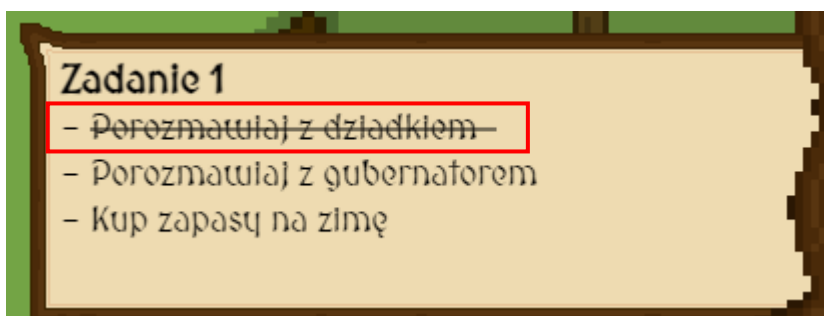 Zadanie 1
- Porozmawiaj z dziadkiem
- Porozmawiaj z gubernatorem
- Kup zapasy na zimę